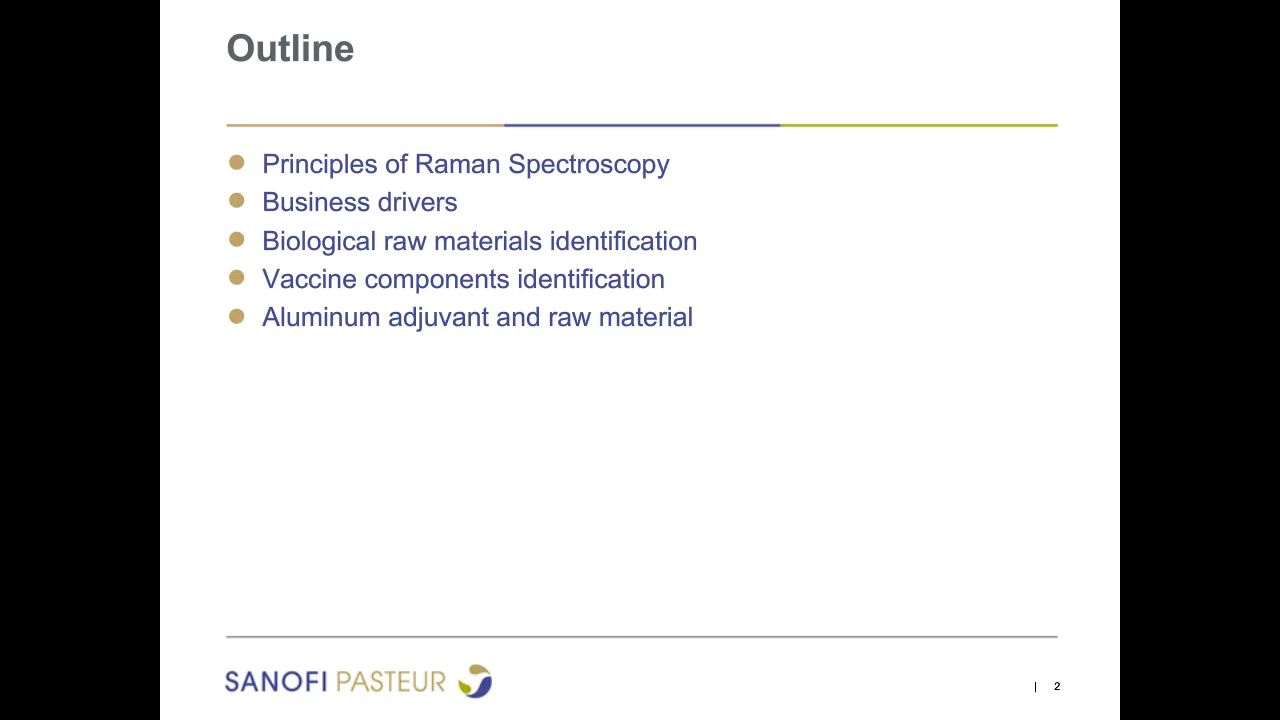 Outline
Principles of Raman Spectroscopy
Business drivers
Biological raw materials identification
Vaccine components identification
Aluminum adjuvant and raw material
SANOFI PASTEUR
| 2